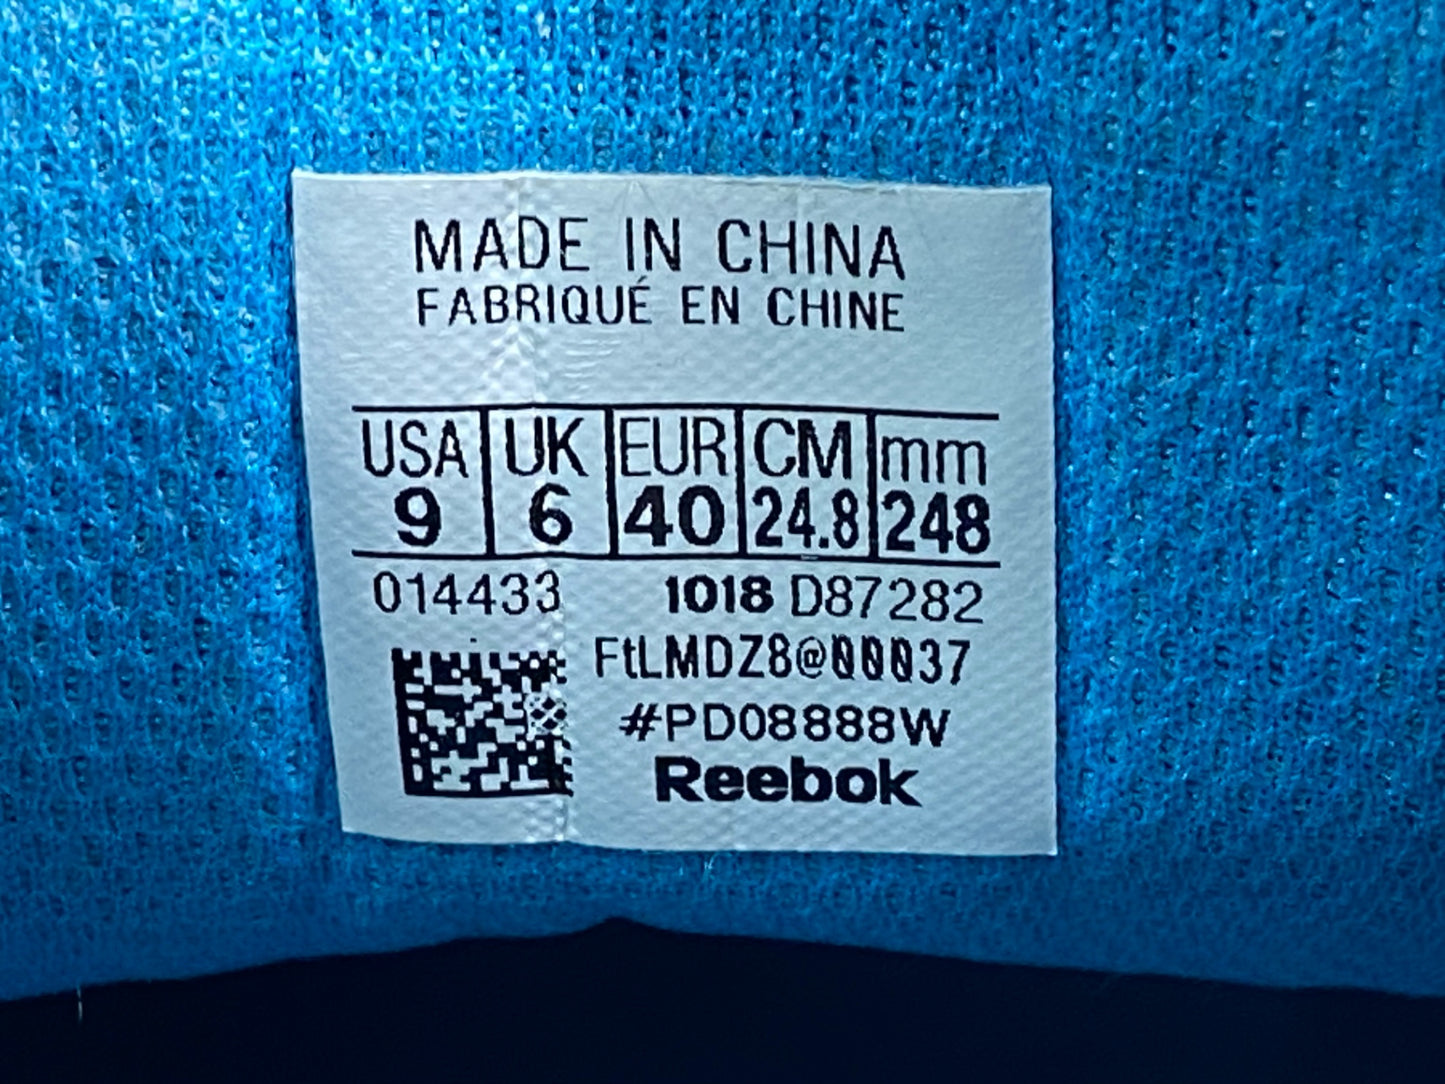 MADE IN CHINA
FABRIQUÉ EN CHINE
USA UK EUR CM mm
9 6 40 24.8 248
014433 1018 D87282
FtLMDZ8@00037
#PD08888W
Reebok